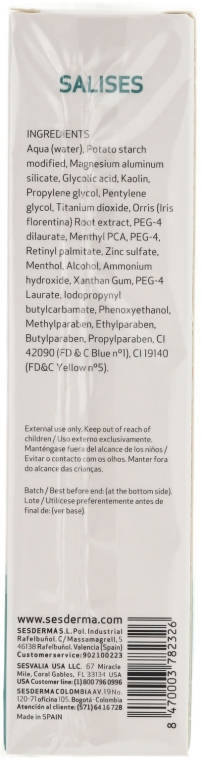 SALISES
INGREDIENTS
Aqua (water), Potato starch
modified, Magnesium aluminum
silicate, Glycolic acid, Kaolin,
Propylene glycol, Pentylene
glycol, Titanium dioxide, Orris (Iris
florentina) Root extract, PEG-4
dilaurate, Menthyl PCA, PEG-4,
Retinyl palmitate, Zinc sulfate,
Menthol, Alcohol, Ammonium
hydroxide, Xanthan Gum, PEG-4
Laurate, Iodopropynyl
butylcarbamate, Phenoxyethanol,
Methylparaben, Ethylparaben,
Butylparaben, Propylparaben, CI
42090 (FD & C Blue nº1), CI 19140
(FD&C Yellow nº5).
External use only. Keep out of reach of
children / Uso externo exclusivamente.
Manténgase fuera del alcance de los niños /
Evitar o contacto com os olhos. Manter fora
do alcance das crianças.
Batch / Best before end: (at the bottom side).
Lote / Utilícese preferentemente antes de
final de: (ver base).
www.sesderma.com
SESDERMA S.L. Pol. Industrial
Rafelbuñol. C/ Massamagrell, 5
46138 Rafelbuñol. Valencia (Spain)
Customer service: 902100223
SESVALIA USA LLC. 67 Miracle
Mile, Coral Gables, FL 33134 USA
USA Customer line: (1) 800 796 0996
SESDERMA COLOMBIA AV. 19 No.
120-71 oficina 105. Bogotá- Colombia
Atención al cliente: (571) 64 16 728
Made in SPAIN
8 470003 782326